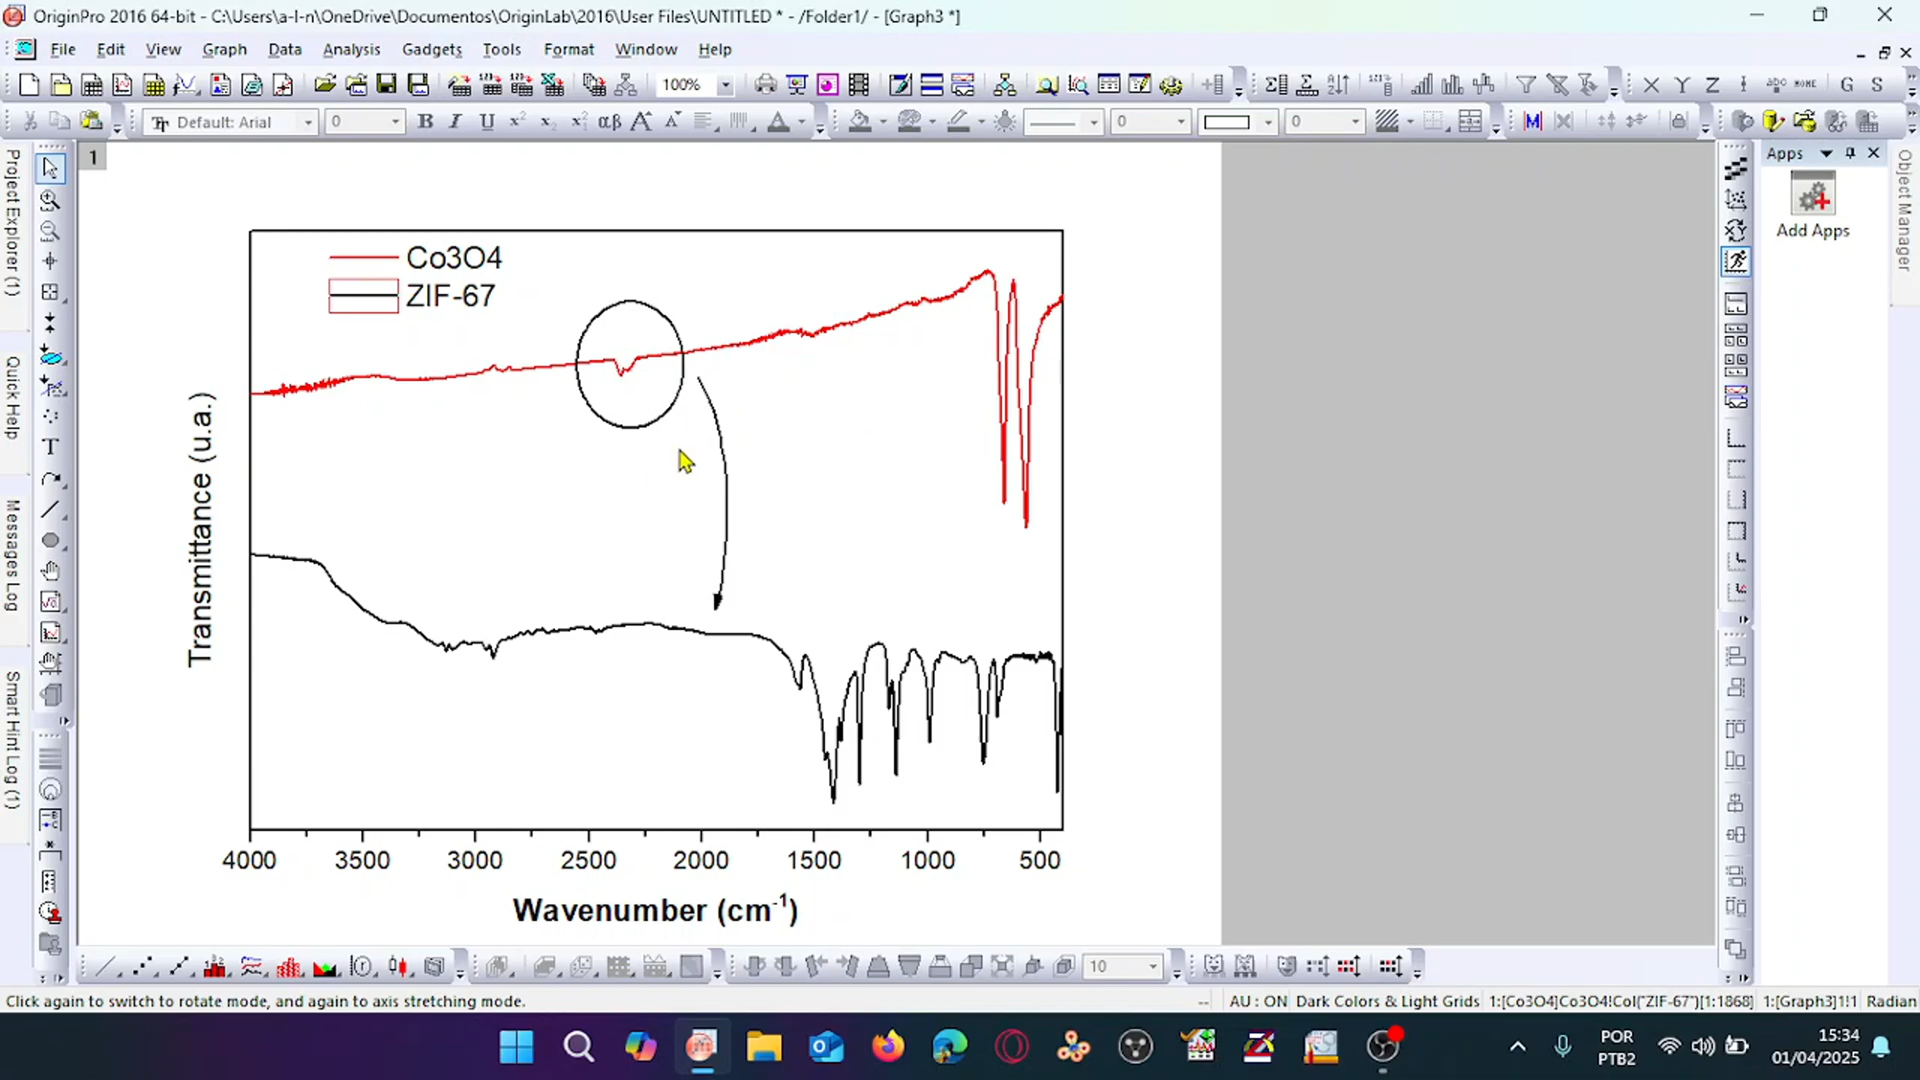 OriginPro 2016 64-bit - C:\Users\a-l-n\OneDrive\Documentos\OriginLab\2016\User Files\UNTITLED * - /Folder1/ - [Graph3 *]
File Edit View Graph Data Analysis Gadgets Tools Format Window Help
100%
X Y Z G S
Default: Arial 0 B I U αβ A A A 0 0 M
1
Project Explorer (1)
Quick Help
Messages Log
Smart Hint Log (1)
T
Apps
Add Apps
Object Manager
Co3O4
ZIF-67
Transmittance (u.a.)
4000 3500 3000 2500 2000 1500 1000 500
Wavenumber (cm-1)
10
Click again to switch to rotate mode, and again to axis stretching mode.
-- AU : ON Dark Colors & Light Grids 1:[Co3O4]Co3O4!Col("ZIF-67")[1:1868] 1:[Graph3]1!1 Radian
POR
PTB2
15:34
01/04/2025